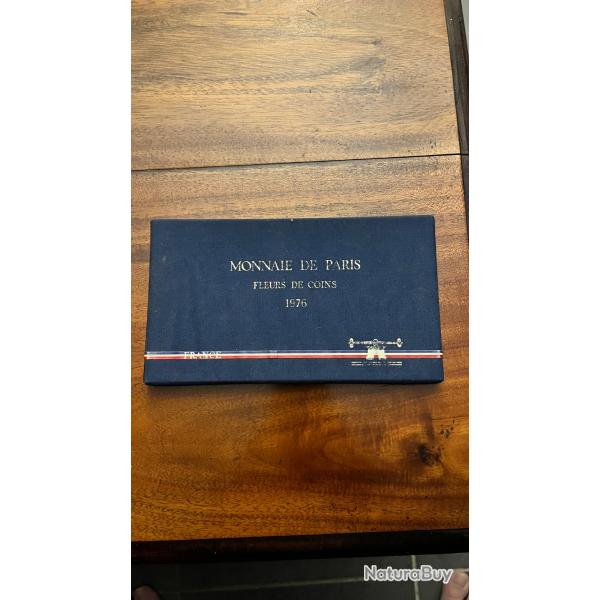 MONNAIE DE PARIS
FLEURS DE COINS
1976
FRANCE
NaturaBuy